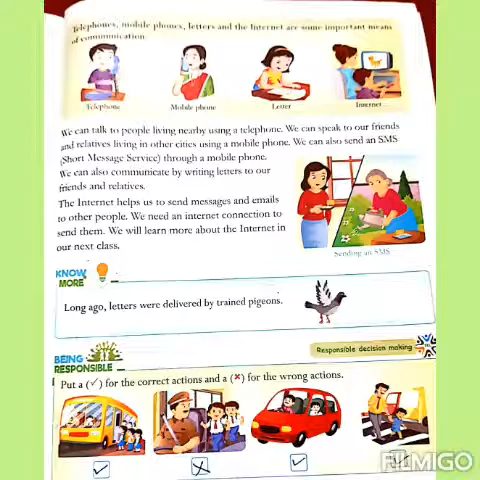 Telephones, mobile phones, letters and the Internet are some important means
of communication.
Telephone
Mobile phone
Letter
Internet
We can talk to people living nearby using a telephone. We can speak to our friends
and relatives living in other cities using a mobile phone. We can also send an SMS
(Short Message Service) through a mobile phone.
We can also communicate by writing letters to our
friends and relatives.
The Internet helps us to send messages and emails
to other people. We need an internet connection to
send them. We will learn more about the Internet in
our next class.
Sending an SMS
KNOW
MORE
Long ago, letters were delivered by trained pigeons.
BEING
RESPONSIBLE
Responsible decision making
Put a (✓) for the correct actions and a (✗) for the wrong actions.
FILMIGO